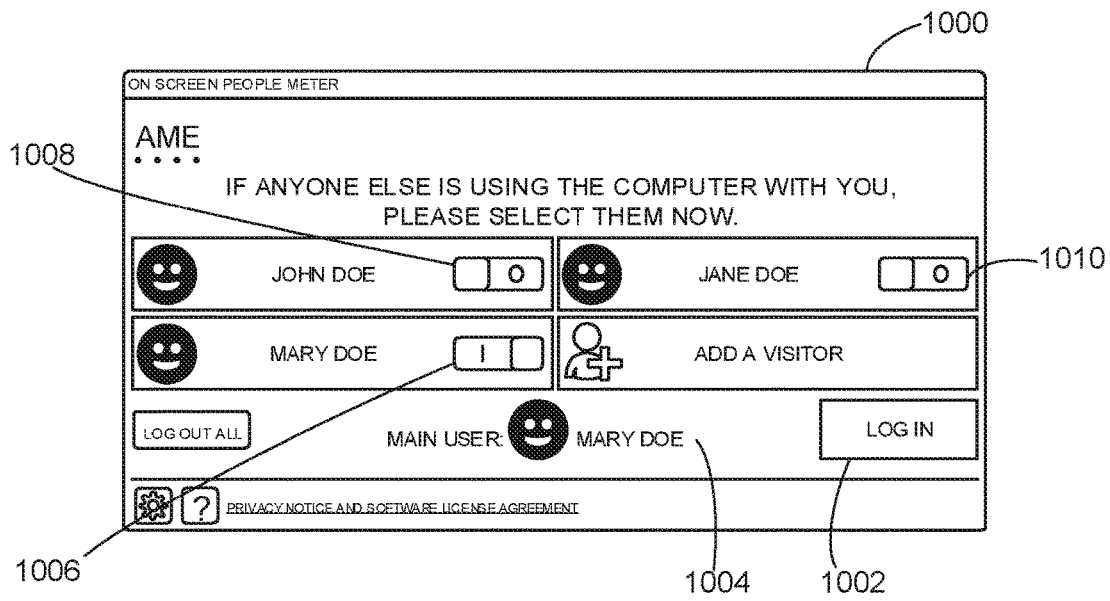 1000
ON SCREEN PEOPLE METER
AME
1008
IF ANYONE ELSE IS USING THE COMPUTER WITH YOU,
PLEASE SELECT THEM NOW.
JOHN DOE O JANE DOE O
1010
MARY DOE I ADD A VISITOR
LOG OUT ALL MAIN USER: MARY DOE LOG IN
? PRIVACY NOTICE AND SOFTWARE LICENSE AGREEMENT
1006 1004 1002